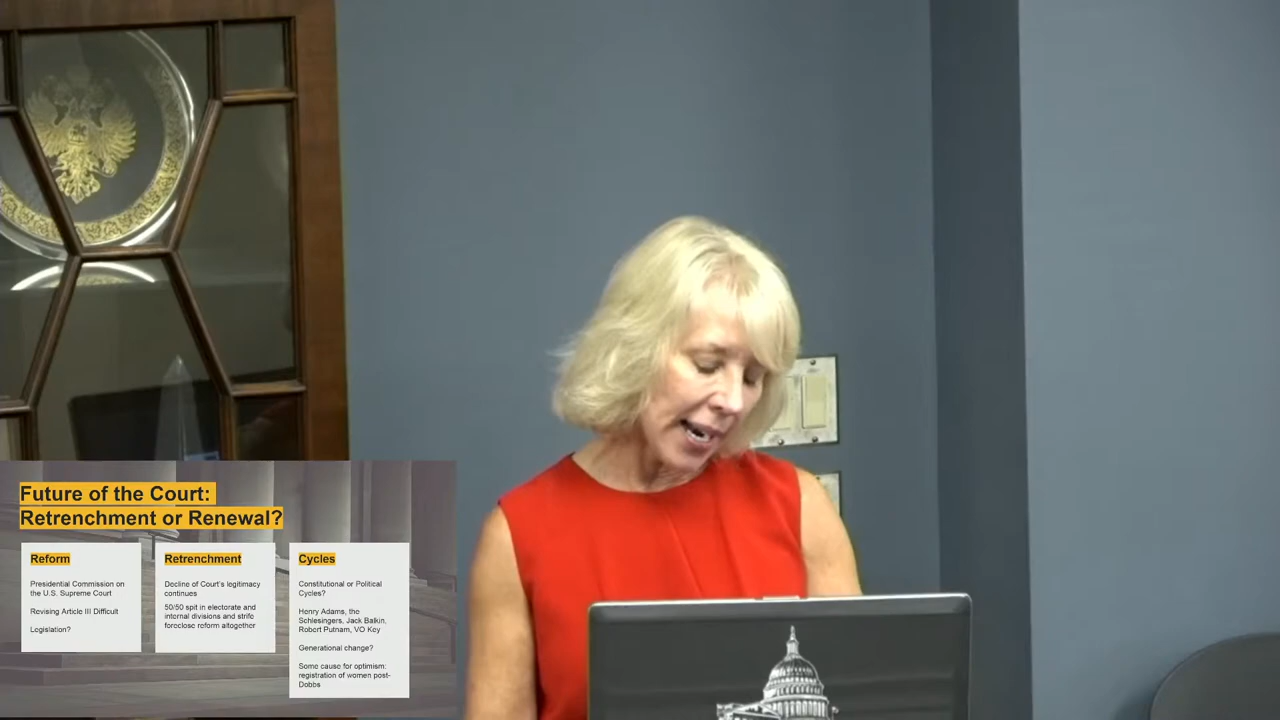 Future of the Court:
Retrenchment or Renewal?
Reform
Presidential Commission on
the U.S. Supreme Court
Revising Article III Difficult
Legislation?
Retrenchment
Decline of Court's legitimacy
continues
50/50 spit in electorate and
internal divisions and strife
foreclose reform altogether
Cycles
Constitutional or Political
Cycles?
Henry Adams, the
Schlesingers, Jack Balkin,
Robert Putnam, VO Key
Generational change?
Some cause for optimism:
registration of women post-
Dobbs